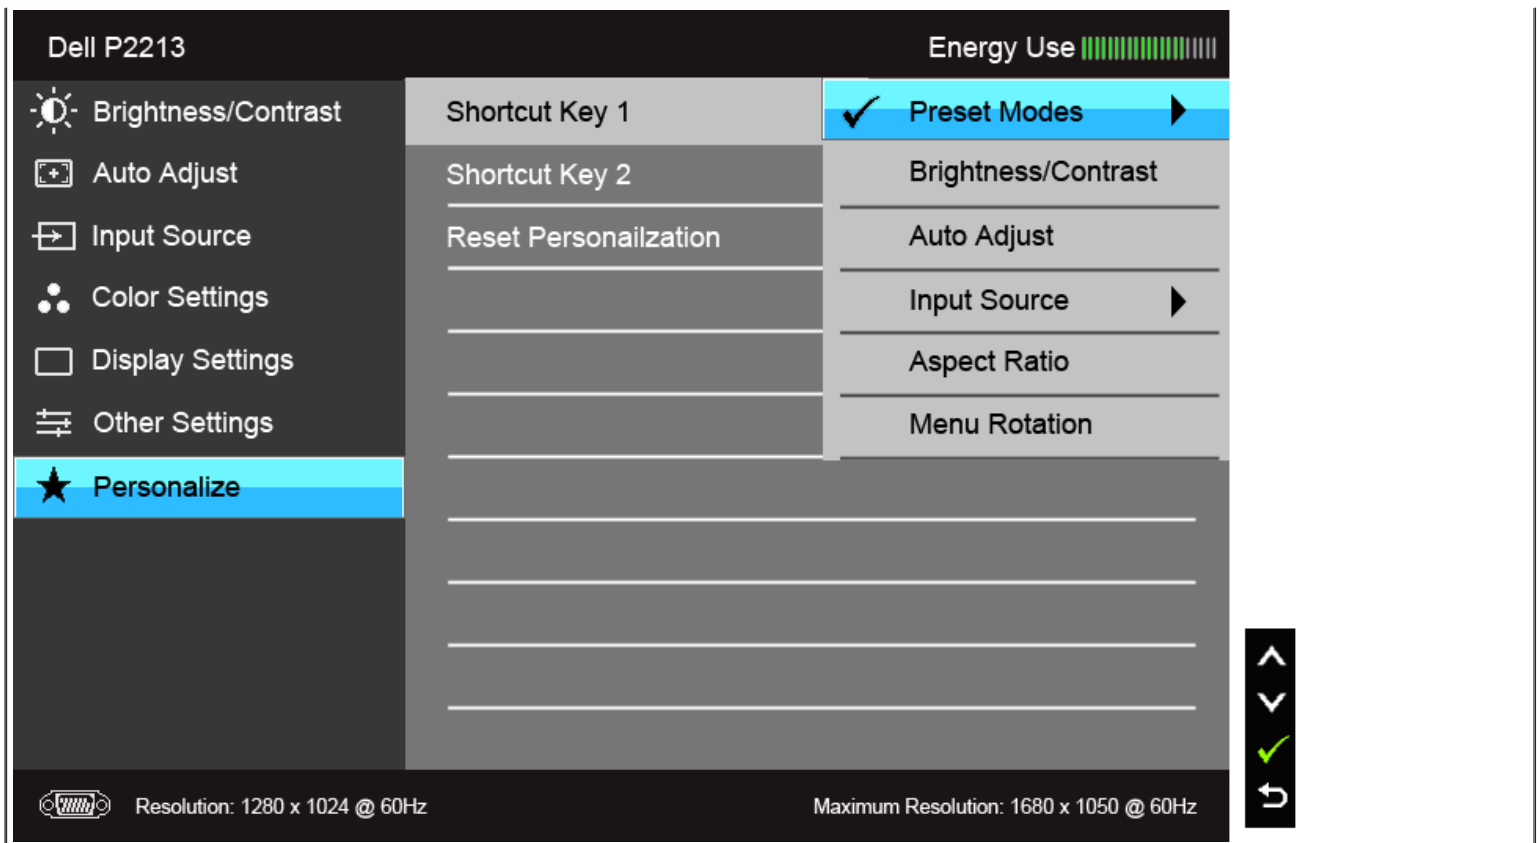 Dell P2213
Energy Use
Brightness/Contrast
Auto Adjust
Input Source
Color Settings
Display Settings
Other Settings
Personalize
Shortcut Key 1
Shortcut Key 2
Reset Personailzation
Preset Modes
Brightness/Contrast
Auto Adjust
Input Source
Aspect Ratio
Menu Rotation
Resolution: 1280 x 1024 @ 60Hz
Maximum Resolution: 1680 x 1050 @ 60Hz